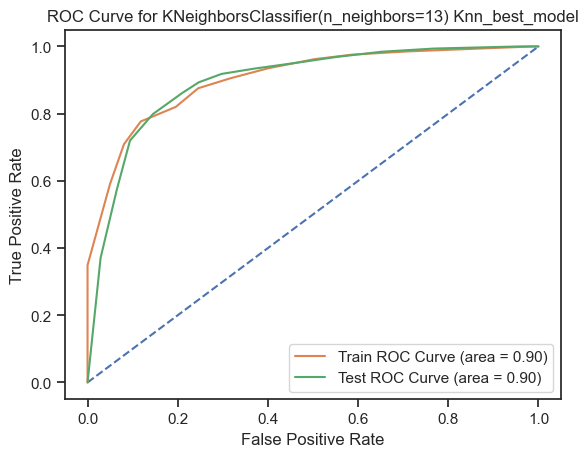 ROC Curve for KNeighborsClassifier(n_neighbors=13) Knn_best_model
True Positive Rate
1.0
0.8
0.6
0.4
0.2
0.0
Train ROC Curve (area = 0.90)
Test ROC Curve (area = 0.90)
0.0 0.2 0.4 0.6 0.8 1.0
False Positive Rate